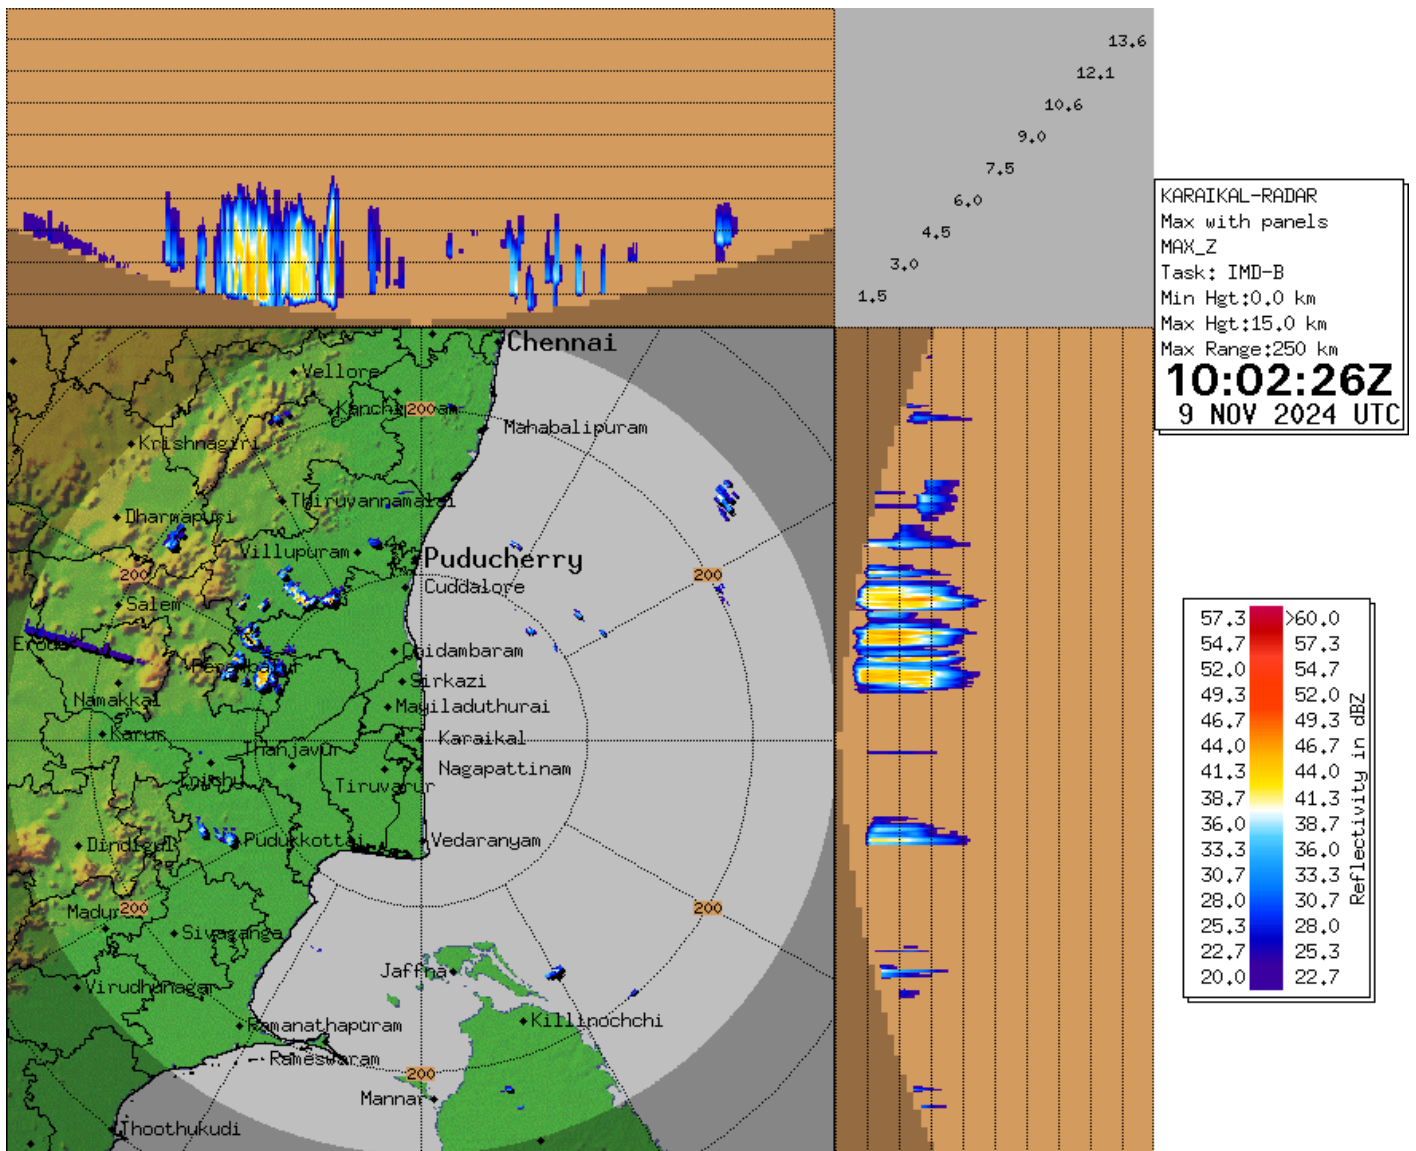 13.6
12.1
10.6
9.0
7.5
6.0
4.5
3.0
1.5
KARAIKAL-RADAR
Max with panels
MAX_Z
Task: IMD-B
Min Hgt:0.0 km
Max Hgt:15.0 km
Max Range:250 km
10:02:26Z
9 NOV 2024 UTC
Chennai
Vellore
200
Mahabalipuram
Krishnagiri
Thiruvannamalai
Dharmapuri
Villupuram
Puducherry
200
200
Cuddalore
Salem
Chidambaram
Sirkazi
Namakkal
Mayiladuthurai
Karur
Karaikal
Thanjavur
Nagapattinam
Tiruvarur
Dindigul
Pudukkottai
Vedaranyam
200
200
Sivaganga
Jaffna
Virudhunagar
Ramanathapuram
Killinochchi
Rameswaram
200
Mannar
Thoothukudi
57.3 >60.0
54.7 57.3
52.0 54.7
49.3 52.0
46.7 49.3
44.0 46.7
41.3 44.0
38.7 41.3
36.0 38.7
33.3 36.0
30.7 33.3
28.0 30.7
25.3 28.0
22.7 25.3
20.0 22.7
Reflectivity in dBZ